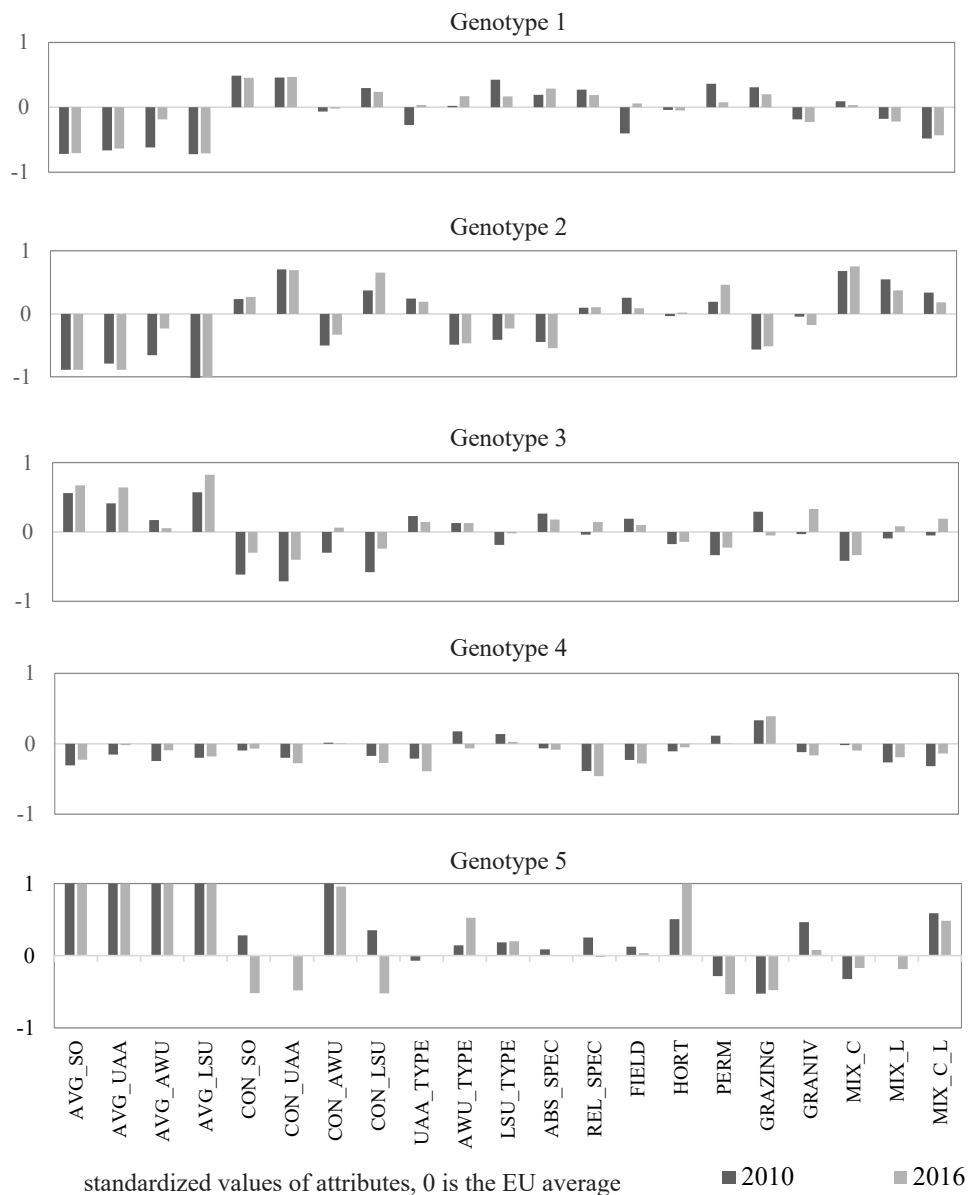 Genotype 1
1
0
-1
Genotype 2
1
0
-1
Genotype 3
1
0
-1
Genotype 4
1
0
-1
Genotype 5
1
0
-1
AVG_SO
AVG_UAA
AVG_AWU
AVG_LSU
CON_SO
CON_UAA
CON_AWU
CON_LSU
UAA_TYPE
AWU_TYPE
LSU_TYPE
ABS_SPEC
REL_SPEC
FIELD
HORT
PERM
GRAZING
GRANIV
MIX_C
MIX_L
MIX_C_L
standardized values of attributes, 0 is the EU average
2010
2016